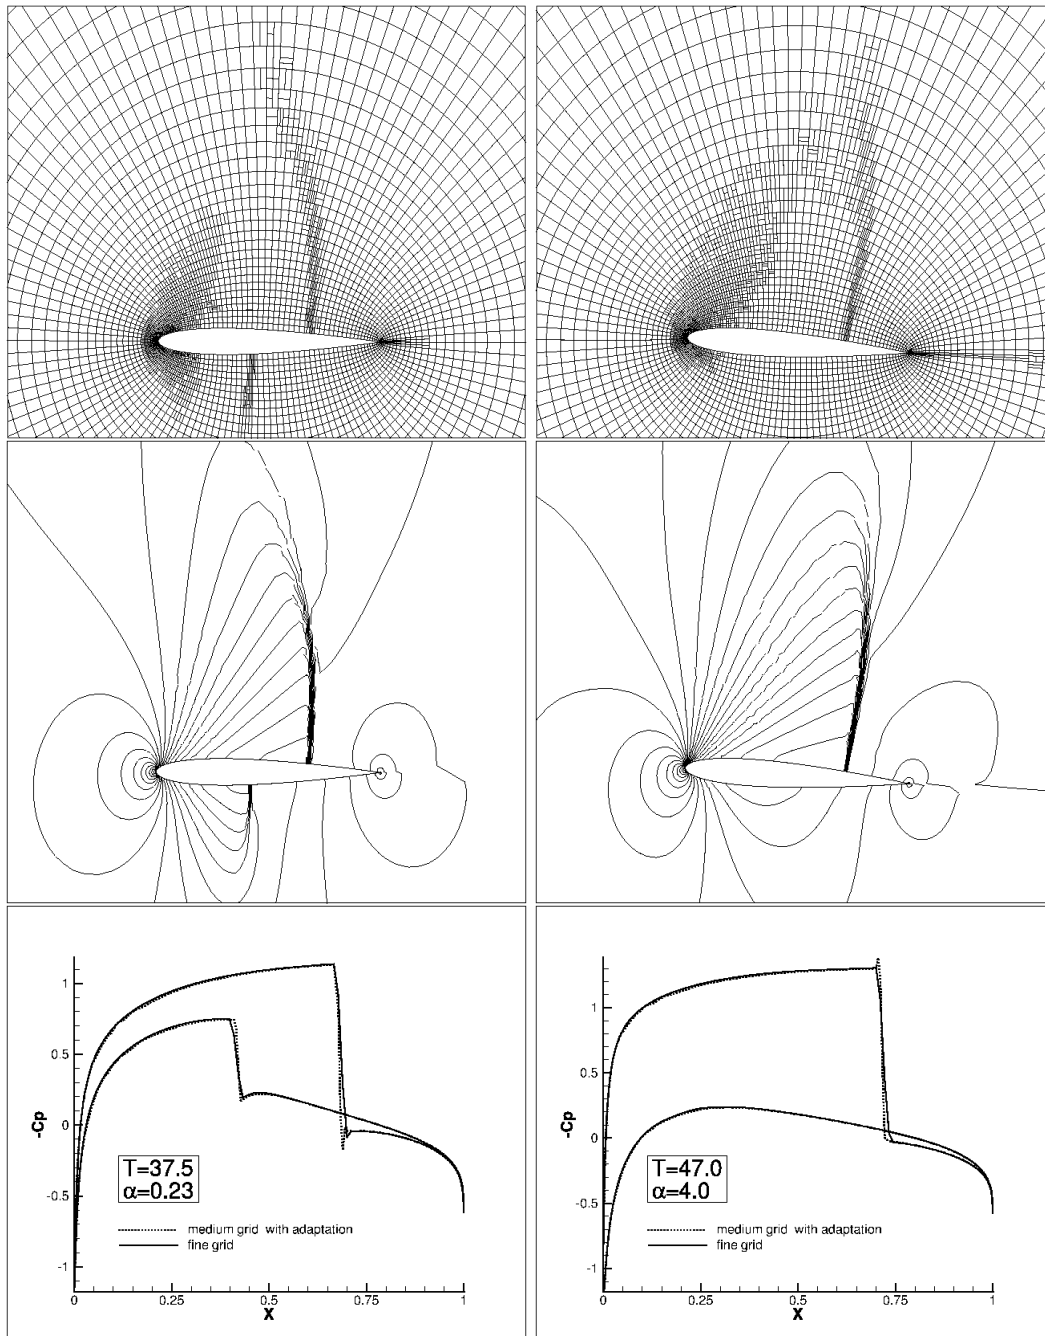 1
0.5
0
-0.5
-1
-Cp
T=37.5
α=0.23
medium grid with adaptation
fine grid
0
0.25
0.5
0.75
1
X
1
0.5
0
-0.5
-1
-Cp
T=47.0
α=4.0
medium grid with adaptation
fine grid
0
0.25
0.5
0.75
1
X